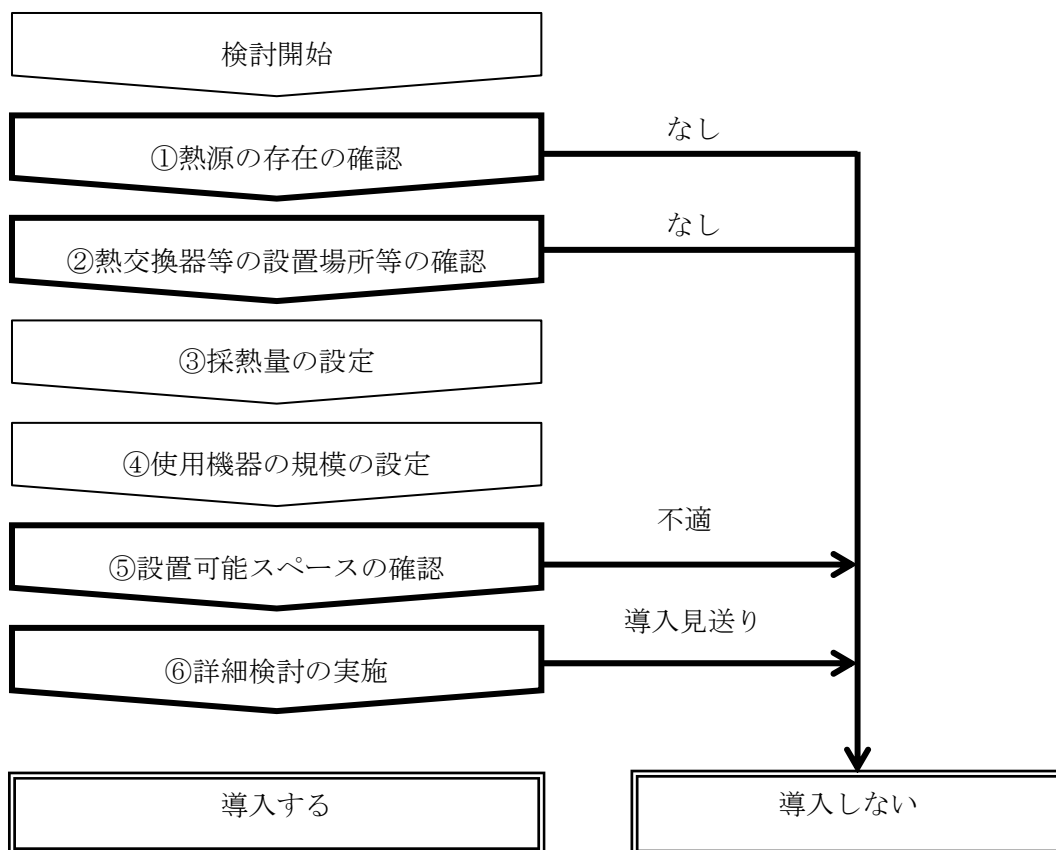 検討開始
なし
①熱源の存在の確認
なし
②熱交換器等の設置場所等の確認
③採熱量の設定
④使用機器の規模の設定
不適
⑤設置可能スペースの確認
導入見送り
⑥詳細検討の実施
導入する
導入しない